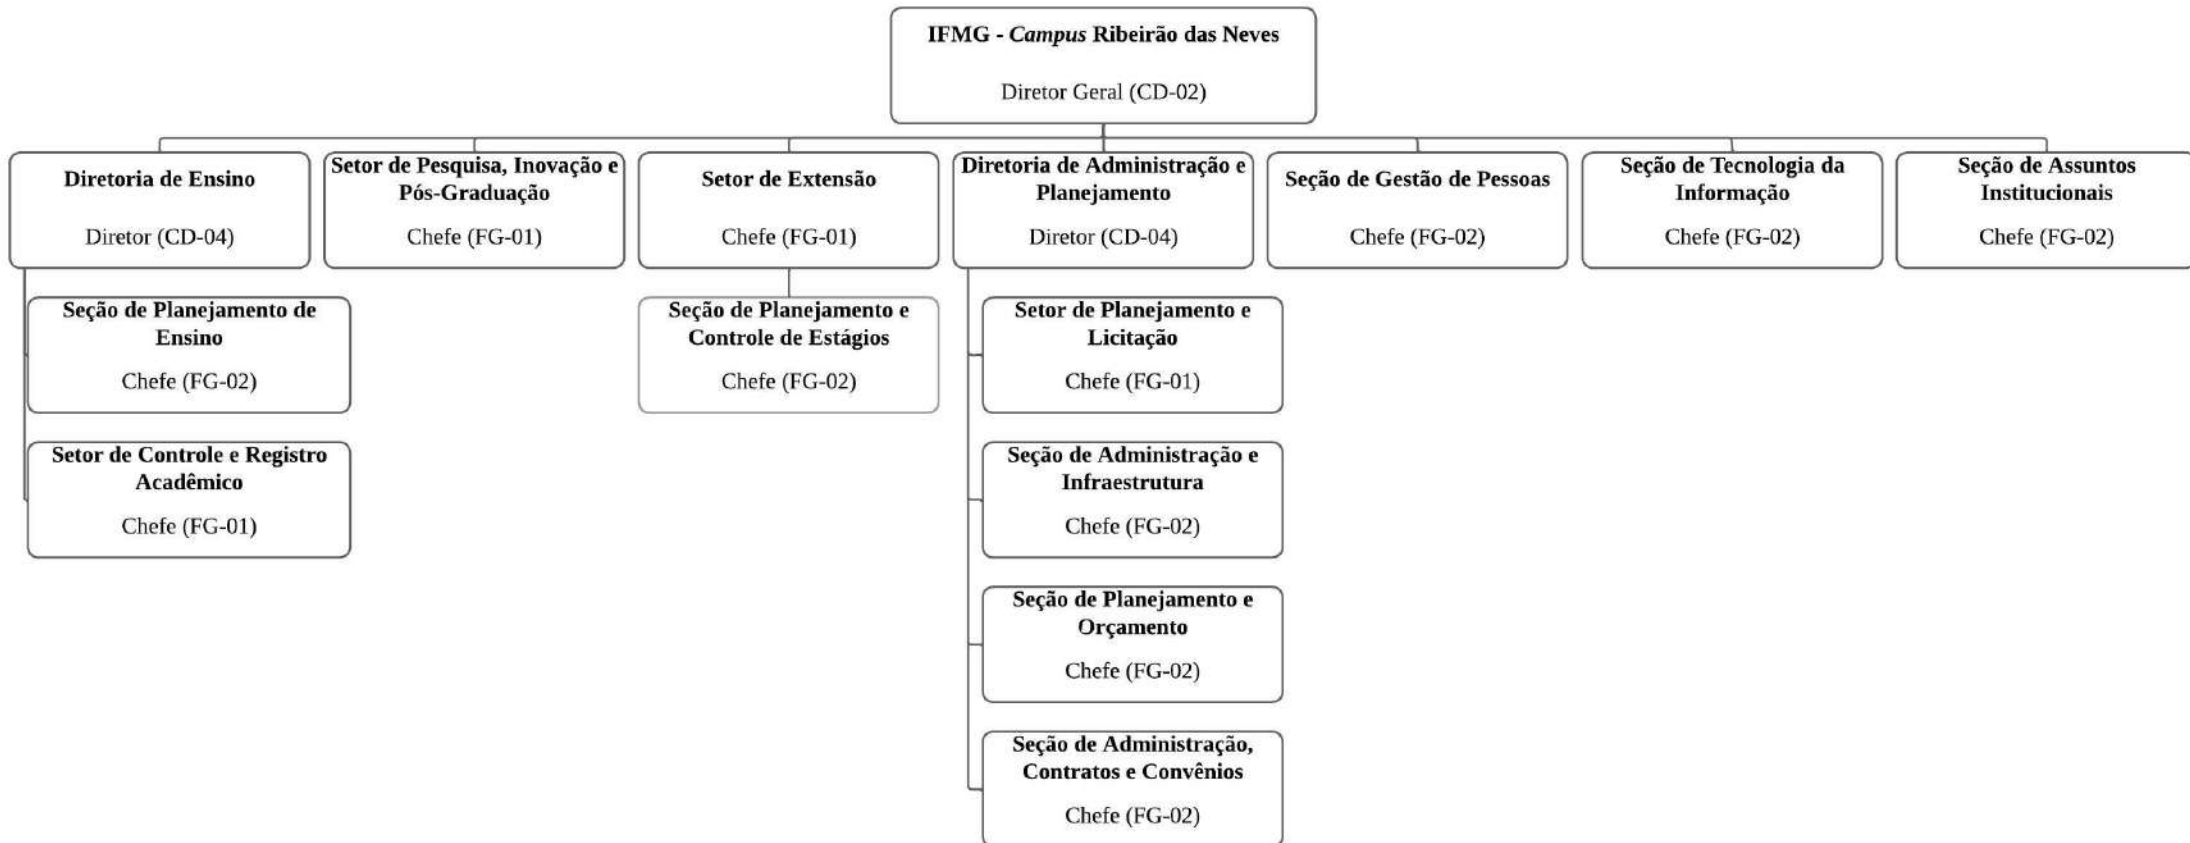 IFMG - Campus Ribeirão das Neves
Diretor Geral (CD-02)
Diretoria de Ensino
Diretor (CD-04)
Setor de Pesquisa, Inovação e
Pós-Graduação
Chefe (FG-01)
Setor de Extensão
Chefe (FG-01)
Diretoria de Administração e
Planejamento
Diretor (CD-04)
Seção de Gestão de Pessoas
Chefe (FG-02)
Seção de Tecnologia da
Informação
Chefe (FG-02)
Seção de Assuntos
Institucionais
Chefe (FG-02)
Seção de Planejamento de
Ensino
Chefe (FG-02)
Setor de Controle e Registro
Acadêmico
Chefe (FG-01)
Seção de Planejamento e
Controle de Estágios
Chefe (FG-02)
Setor de Planejamento e
Licitação
Chefe (FG-01)
Seção de Administração e
Infraestrutura
Chefe (FG-02)
Seção de Planejamento e
Orçamento
Chefe (FG-02)
Seção de Administração,
Contratos e Convênios
Chefe (FG-02)